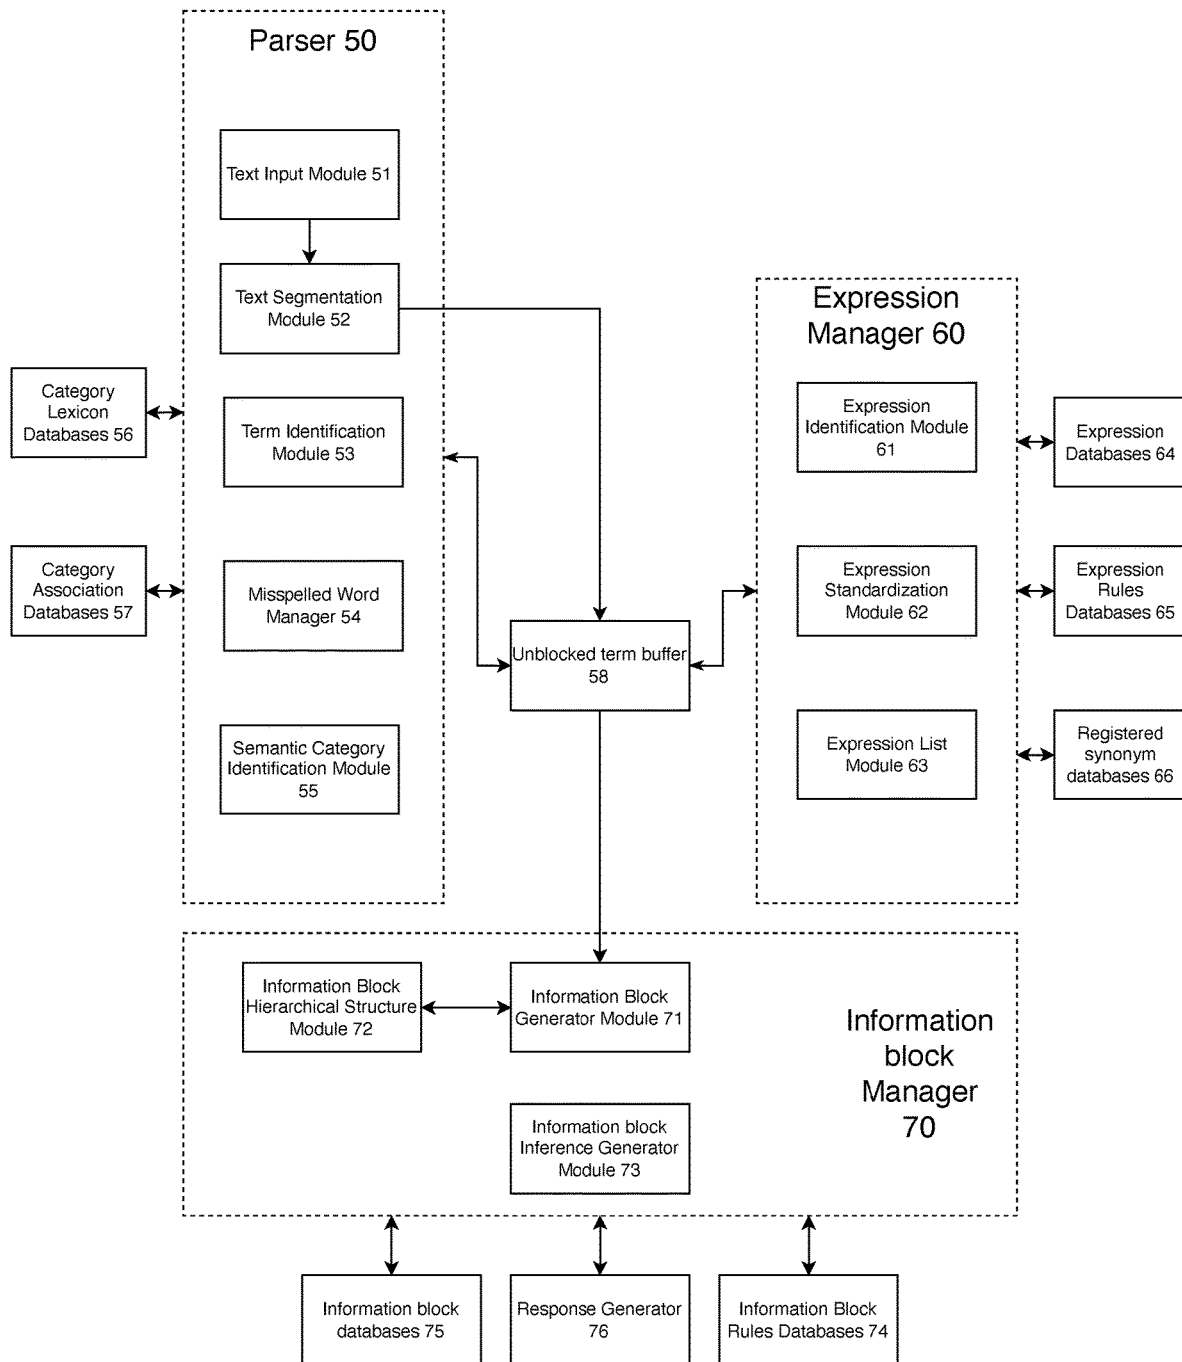 Parser 50
Text Input Module 51
Text Segmentation
Module 52
Term Identification
Module 53
Misspelled Word
Manager 54
Semantic Category
Identification Module
55
Category
Lexicon
Databases 56
Category
Association
Databases 57
Unblocked term buffer
58
Expression
Manager 60
Expression
Identification Module
61
Expression
Standardization
Module 62
Expression List
Module 63
Expression
Databases 64
Expression
Rules
Databases 65
Registered
synonym
databases 66
Information Block
Hierarchical Structure
Module 72
Information Block
Generator Module 71
Information block
Inference Generator
Module 73
Information
block
Manager
70
Information block
databases 75
Response Generator
76
Information Block
Rules Databases 74